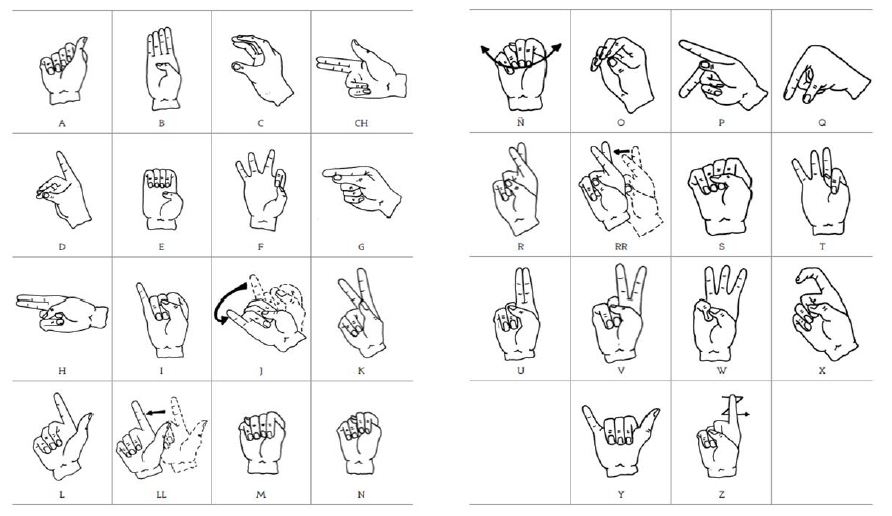 A B C CH
D E F G
H I J K
L LL M N
Ñ O P Q
R RR S T
U V W X
Y Z